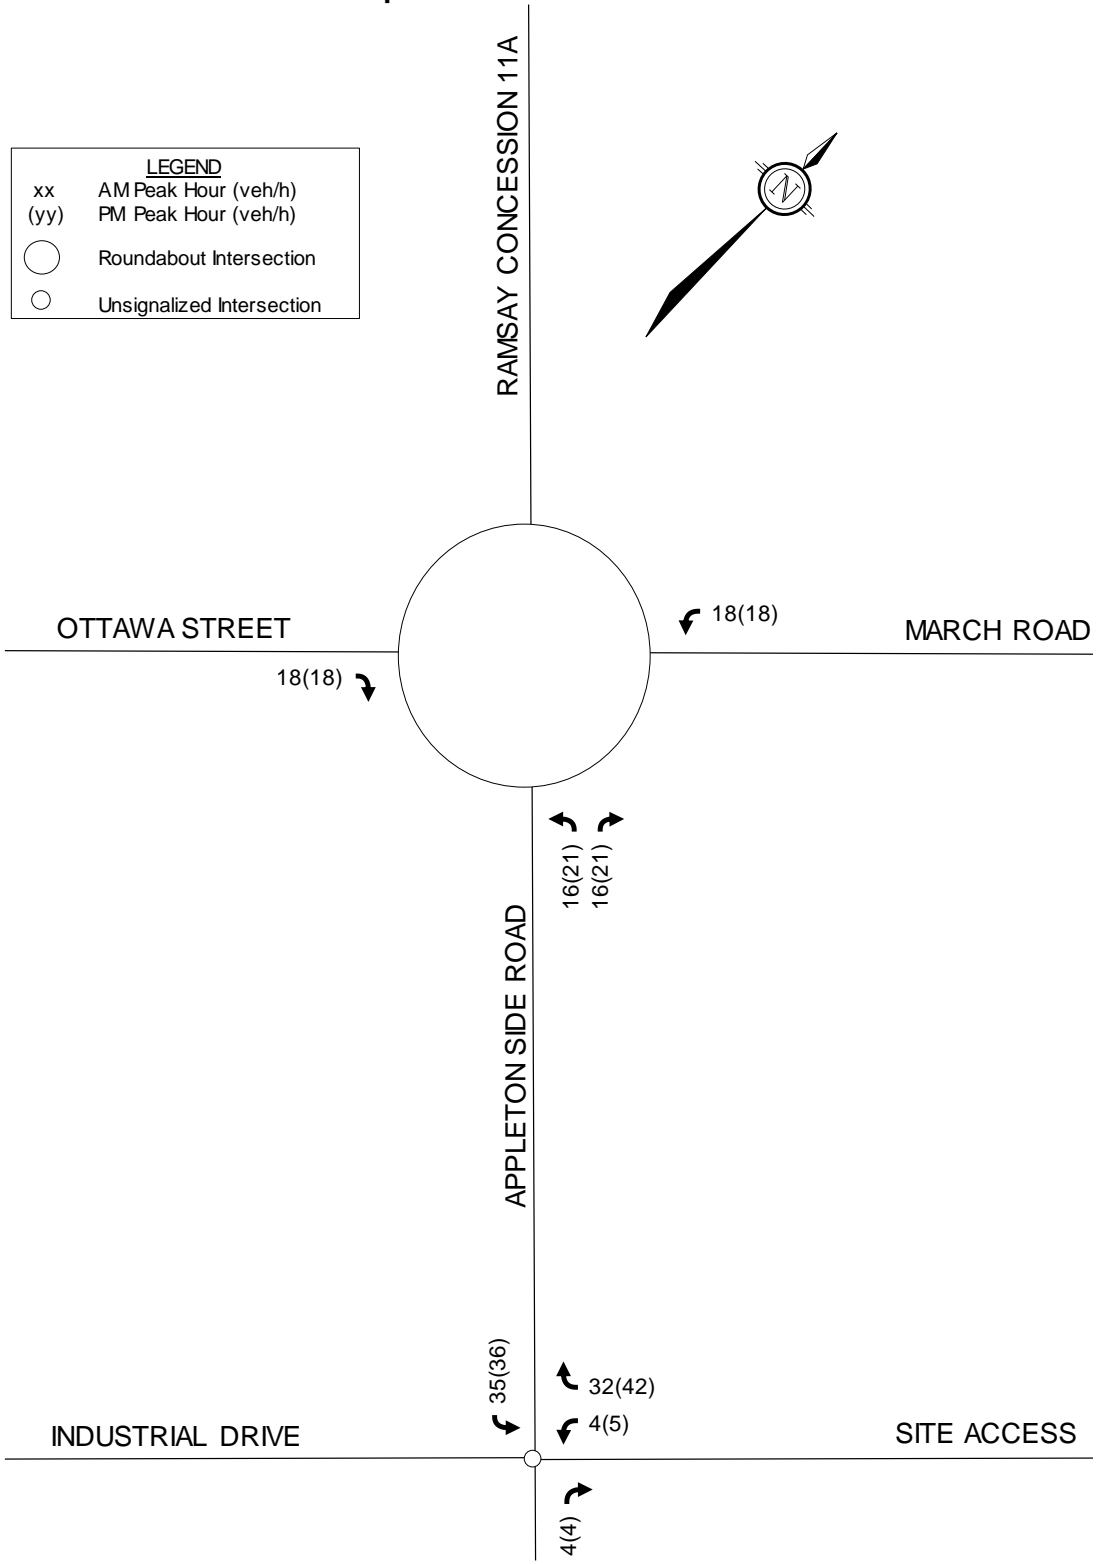 RAMSAY CONCESSION 11A
LEGEND
xx AM Peak Hour (veh/h)
(yy) PM Peak Hour (veh/h)
Roundabout Intersection
Unsignalized Intersection
N
18(18)
OTTAWA STREET
MARCH ROAD
18(18)
16(21)
16(21)
APPLETON SIDE ROAD
35(36)
32(42)
4(5)
INDUSTRIAL DRIVE
SITE ACCESS
4(4)